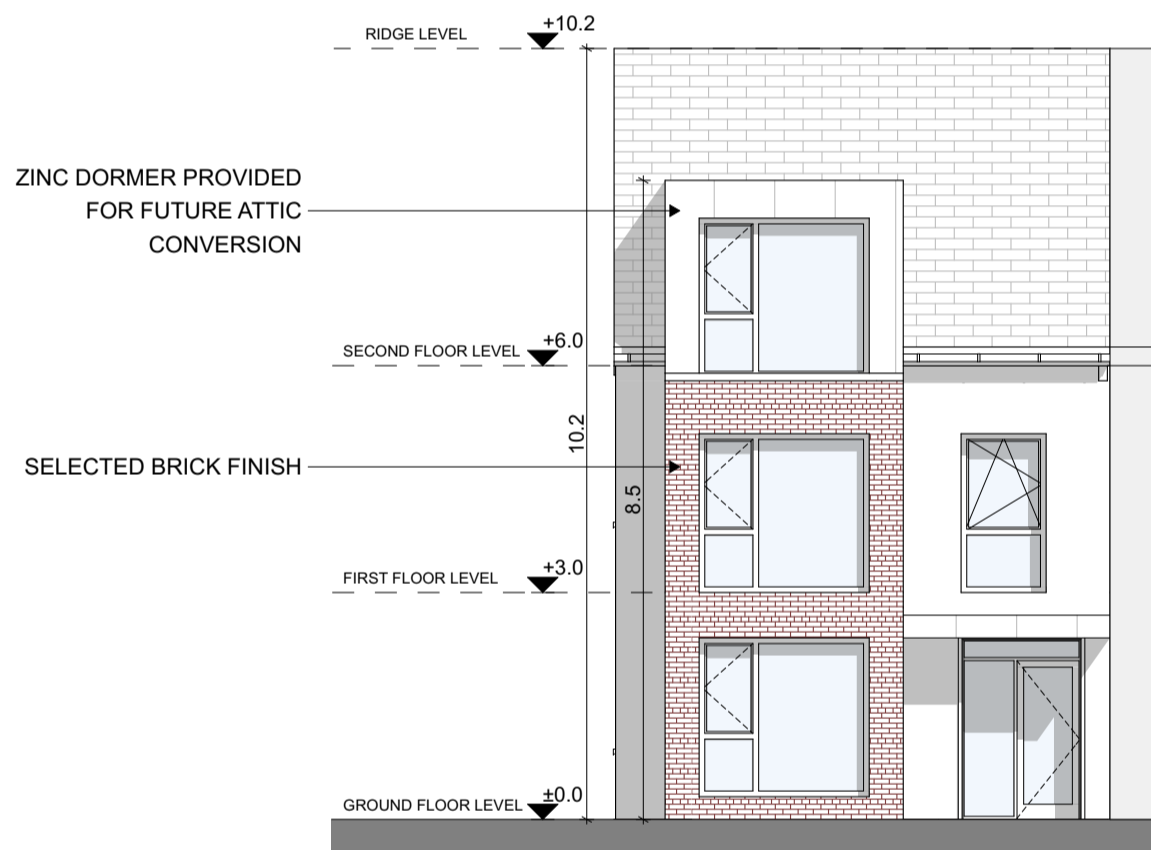 RIDGE LEVEL +10.2
ZINC DORMER PROVIDED
FOR FUTURE ATTIC
CONVERSION
SECOND FLOOR LEVEL +6.0
10.2
SELECTED BRICK FINISH
8.5
FIRST FLOOR LEVEL +3.0
GROUND FLOOR LEVEL ±0.0